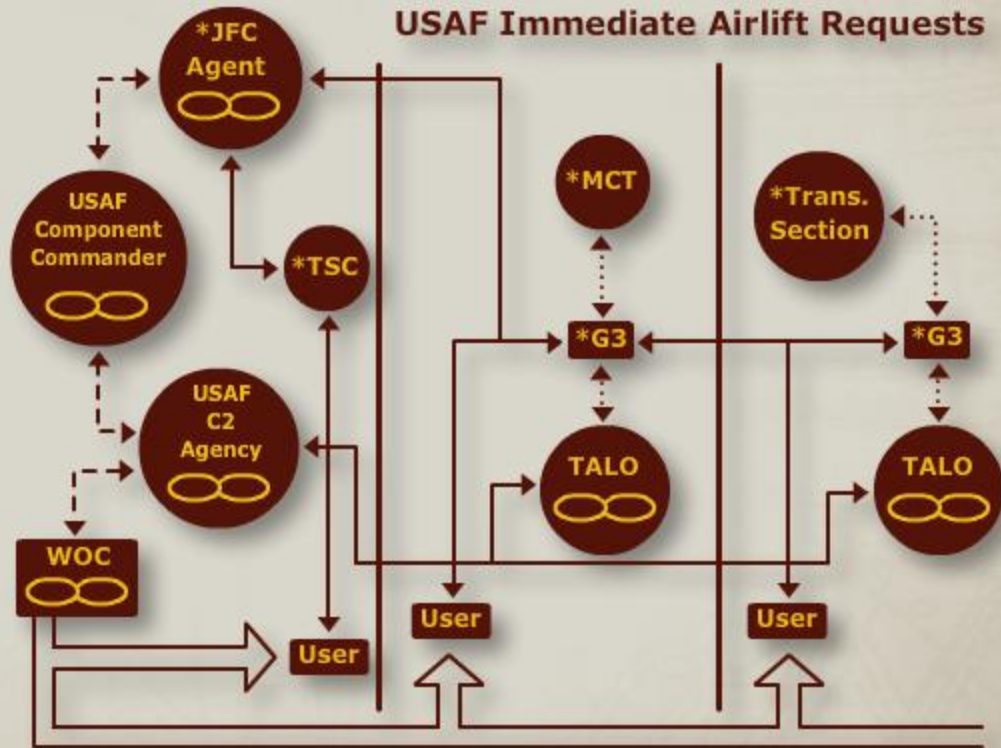 USAF Immediate Airlift Requests
*JFC
Agent
USAF
Component
Commander
*TSC
USAF
C2
Agency
WOC
User
*MCT
*G3
TALO
User
*Trans.
Section
*G3
TALO
User